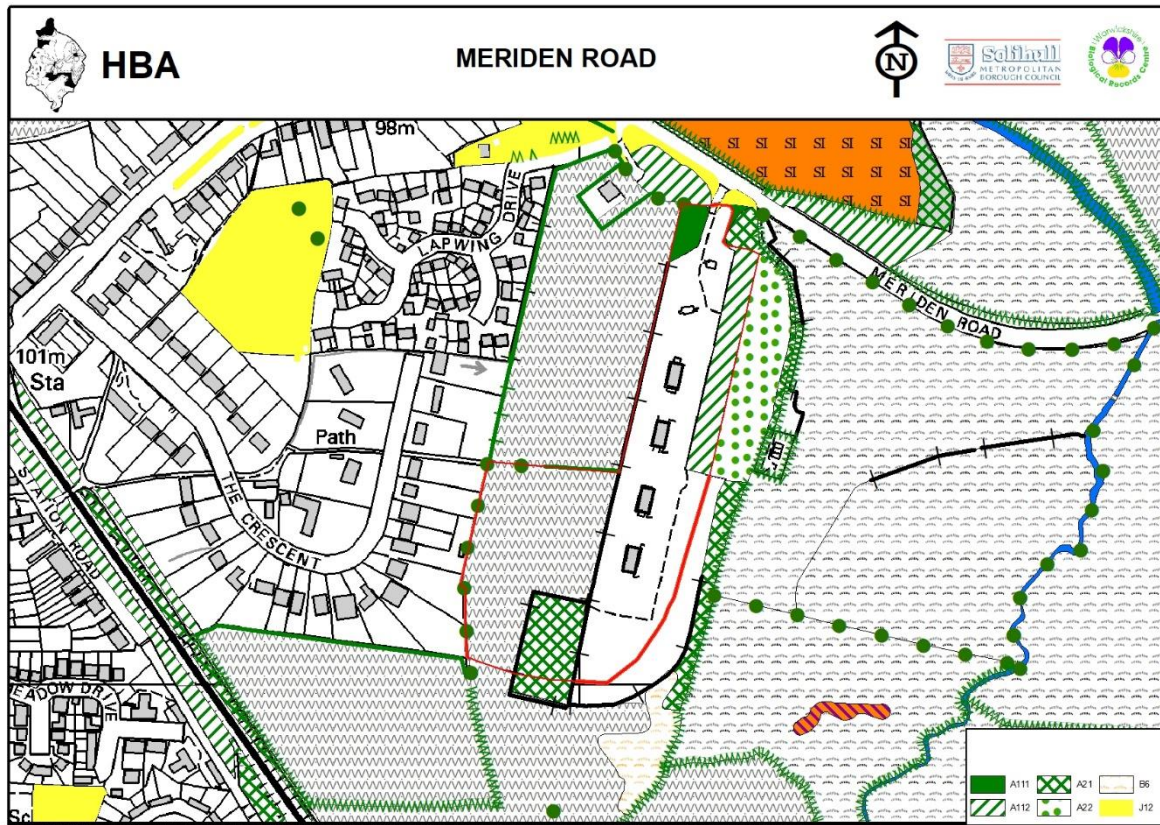 HBA
MERIDEN ROAD
N
Solihull
METROPOLITAN
BOROUGH COUNCIL
Warwickshire
Biological Records Centre
98m
SI SI SI SI SI SI
SI SI SI SI SI SI
SI SI SI SI
SI SI
APWING DRIVE
MERIDEN ROAD
101m
Sta
Path
THE CRESCENT
STATION ROAD
MEADOW DRIVE
Sc
A111 A21 B6
A112 A22 J12